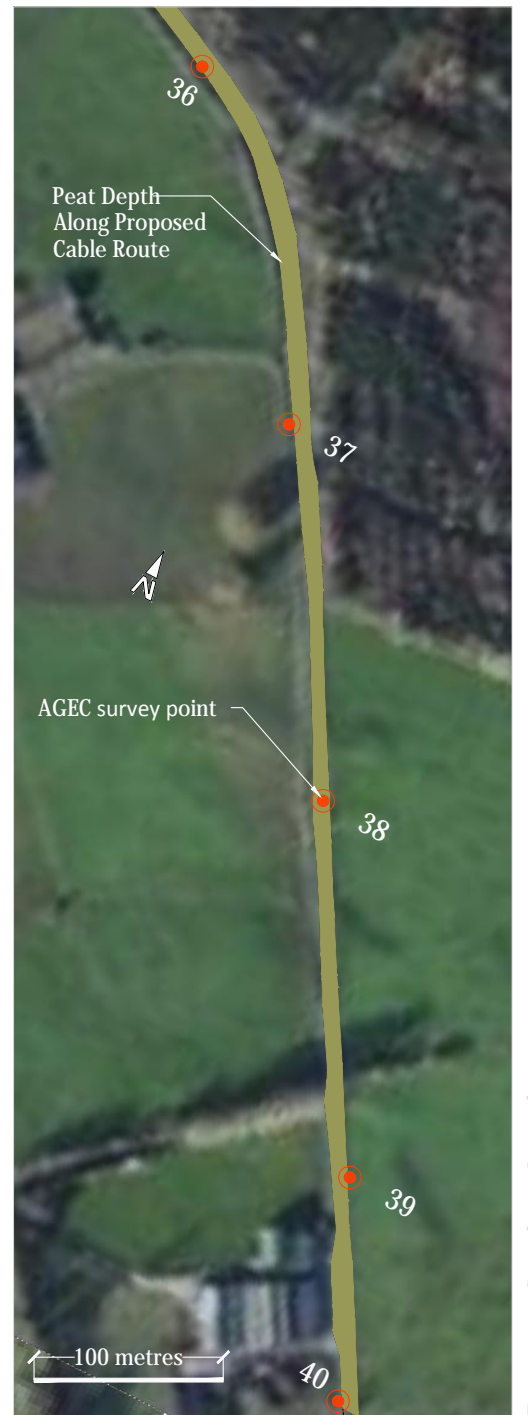 36
Peat Depth
Along Proposed
Cable Route
37
N
AGEC survey point
38
39
100 metres
40